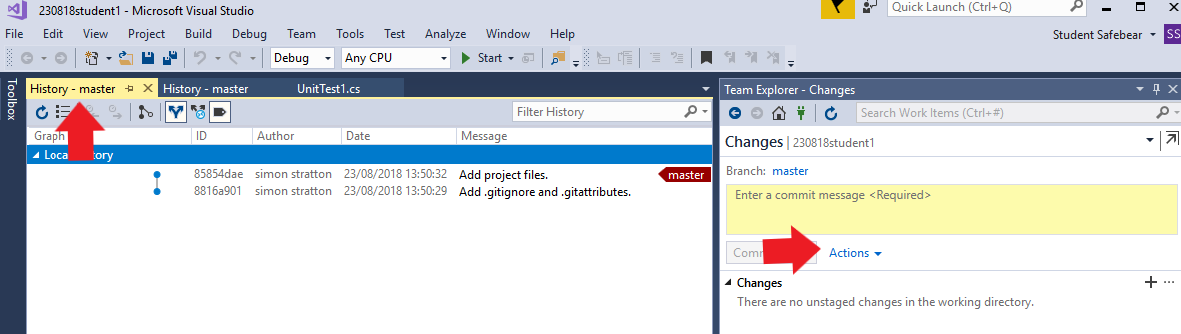 230818student1 - Microsoft Visual Studio
Quick Launch (Ctrl+Q)
File Edit View Project Build Debug Team Tools Test Analyze Window Help
Student Safebear SS
Debug Any CPU Start
Toolbox
History - master History - master UnitTest1.cs
Filter History
Graph ID Author Date Message
Local History
85854dae simon stratton 23/08/2018 13:50:32 Add project files. master
8816a901 simon stratton 23/08/2018 13:50:29 Add .gitignore and .gitattributes.
Team Explorer - Changes
Search Work Items (Ctrl+#)
Changes | 230818student1
Branch: master
Enter a commit message <Required>
Actions
Changes
There are no unstaged changes in the working directory.